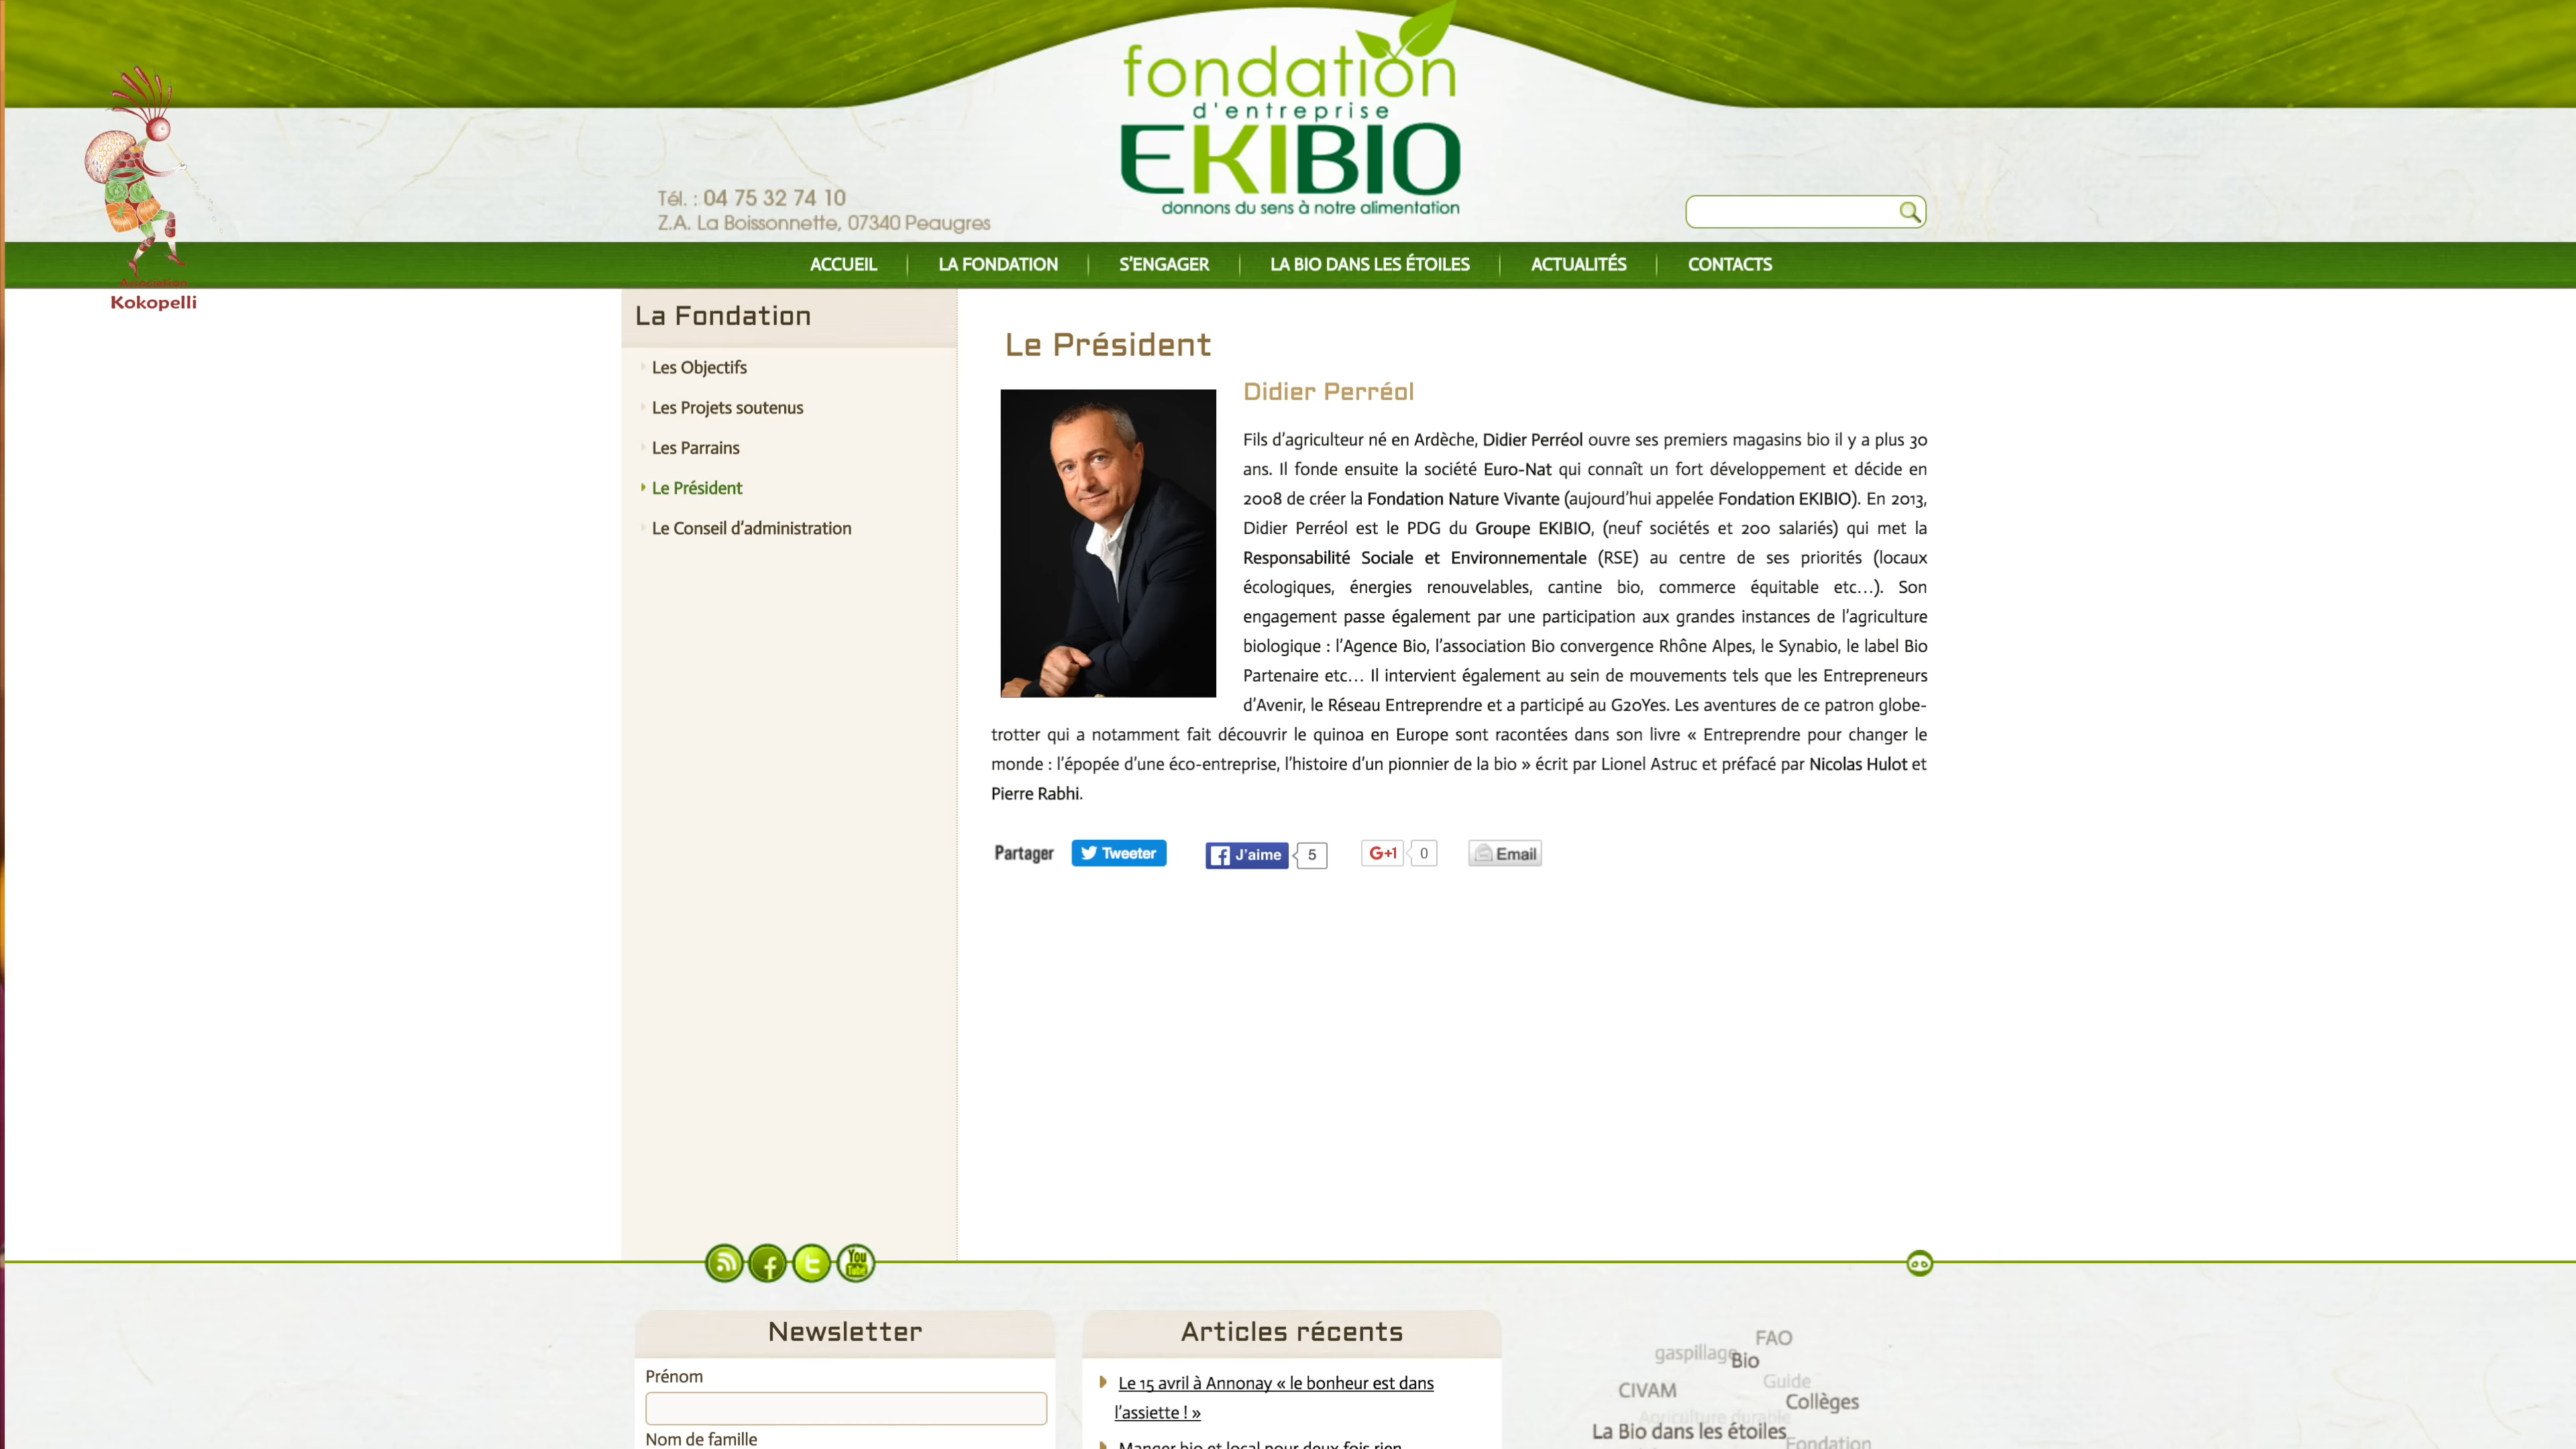 fondation
d'entreprise
EKIBIO
donnons du sens à notre alimentation
Tél. : 04 75 32 74 10
Z.A. La Boissonnette, 07340 Peaugres
Kokopelli
ACCUEIL
LA FONDATION
S'ENGAGER
LA BIO DANS LES ÉTOILES
ACTUALITÉS
CONTACTS
La Fondation
Les Objectifs
Les Projets soutenus
Les Parrains
Le Président
Le Conseil d'administration
Le Président
Didier Perréol
Fils d'agriculteur né en Ardèche, Didier Perréol ouvre ses premiers magasins bio il y a plus 30
ans. Il fonde ensuite la société Euro-Nat qui connaît un fort développement et décide en
2008 de créer la Fondation Nature Vivante (aujourd'hui appelée Fondation EKIBIO). En 2013,
Didier Perréol est le PDG du Groupe EKIBIO, (neuf sociétés et 200 salariés) qui met la
Responsabilité Sociale et Environnementale (RSE) au centre de ses priorités (locaux
écologiques, énergies renouvelables, cantine bio, commerce équitable etc…). Son
engagement passe également par une participation aux grandes instances de l'agriculture
biologique : l'Agence Bio, l'association Bio convergence Rhône Alpes, le Synabio, le label Bio
Partenaire etc… Il intervient également au sein de mouvements tels que les Entrepreneurs
d'Avenir, le Réseau Entreprendre et a participé au G20Yes. Les aventures de ce patron globe-
trotter qui a notamment fait découvrir le quinoa en Europe sont racontées dans son livre « Entreprendre pour changer le
monde : l'épopée d'une éco-entreprise, l'histoire d'un pionnier de la bio » écrit par Lionel Astruc et préfacé par Nicolas Hulot et
Pierre Rabhi.
Partager
Tweeter
J'aime
5
G+1
0
Email
You
Tube
Newsletter
Prénom
Nom de famille
Articles récents
Le 15 avril à Annonay « le bonheur est dans
l'assiette ! »
Manger bio et local pour deux fois rien
FAO
gaspillage
Bio
Guide
CIVAM
Collèges
Agriculture durable
La Bio dans les étoiles
Fondation